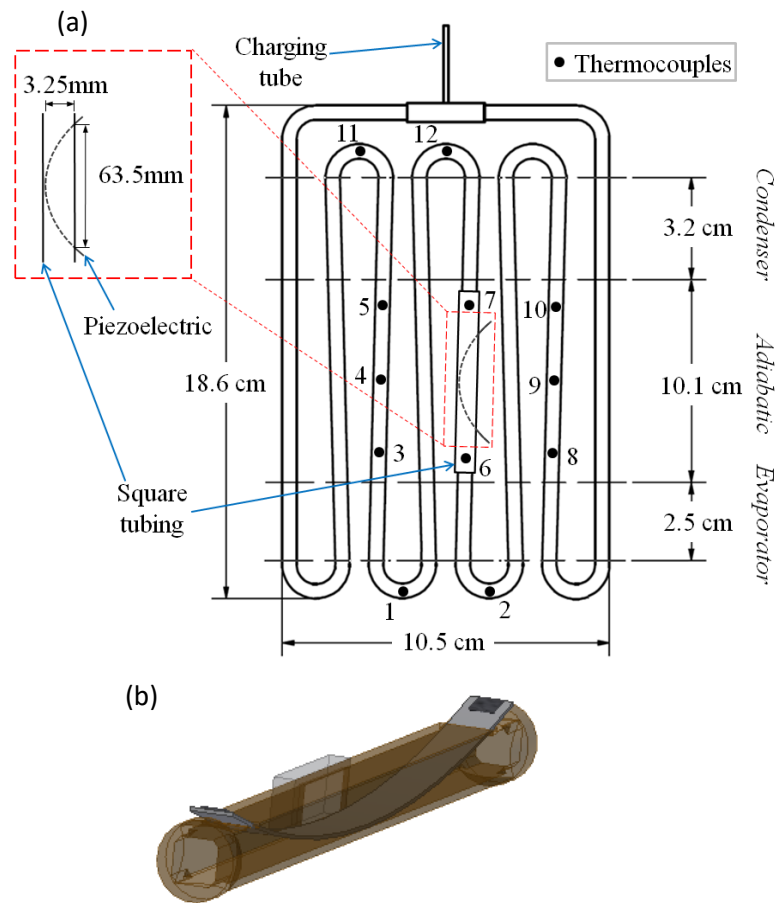 (a)
Charging
tube
Thermocouples
3.25mm
63.5mm
Piezoelectric
11
12
Condenser
3.2 cm
5
7
10
18.6 cm
4
9
10.1 cm
Adiabatic
3
6
8
Square
tubing
2.5 cm
Evaporator
1
2
10.5 cm
(b)